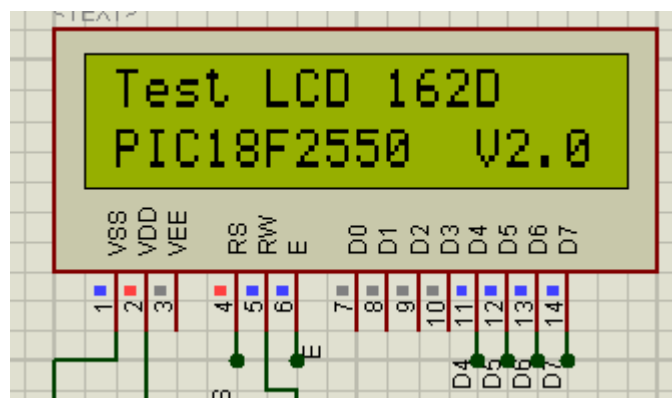 <TEXT>
Test LCD 162D
PIC18F2550 V2.0
VSS VDD VEE RS RW E D0 D1 D2 D3 D4 D5 D6 D7
1 2 3 4 5 6 7 8 9 10 11 12 13 14
E
D4 D5 D6 D7